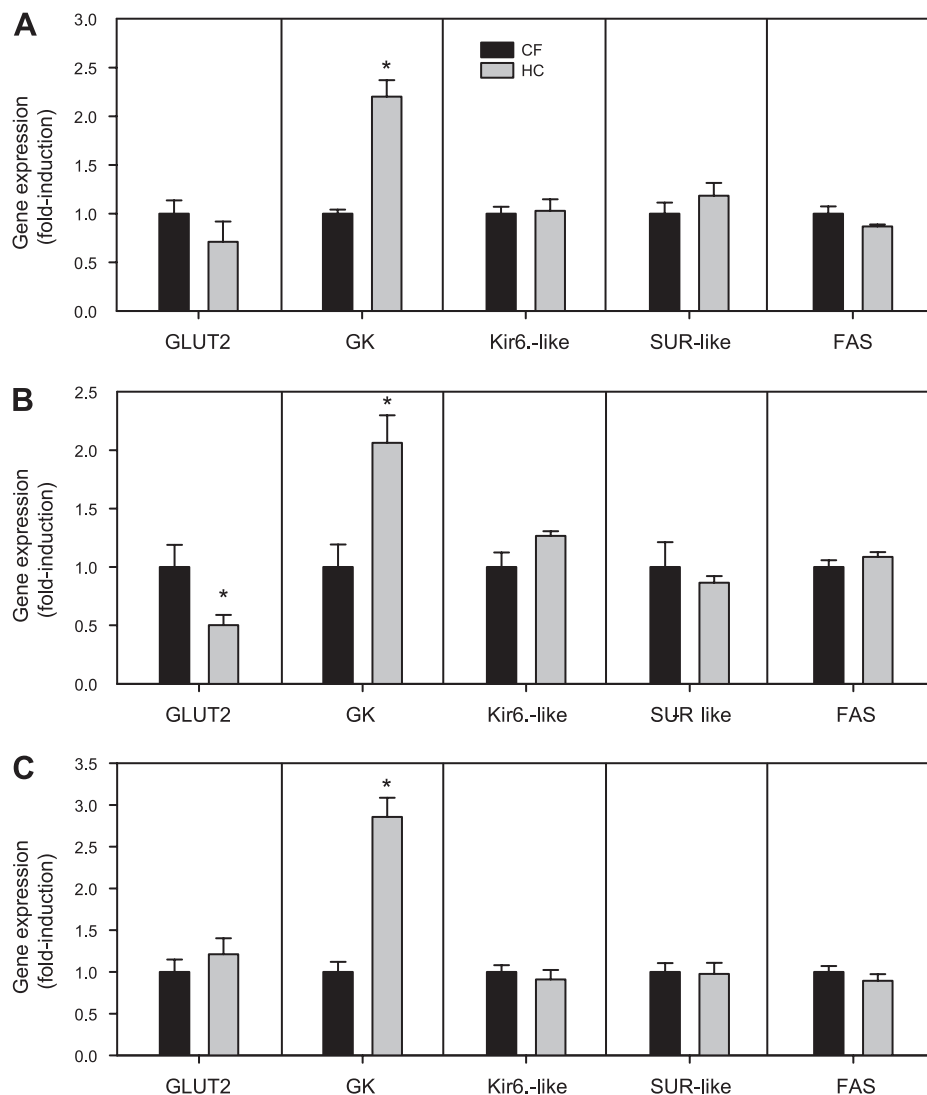 A
3.0
2.5
2.0
1.5
1.0
0.5
0.0
Gene expression
(fold-induction)
CF
HC
*
GLUT2 GK Kir6.-like SUR-like FAS
B
2.5
2.0
1.5
1.0
0.5
0.0
Gene expression
(fold-induction)
*
*
GLUT2 GK Kir6.-like SUR like FAS
C
3.5
3.0
2.5
2.0
1.5
1.0
0.5
0.0
Gene expression
(fold-induction)
*
GLUT2 GK Kir6.-like SUR-like FAS